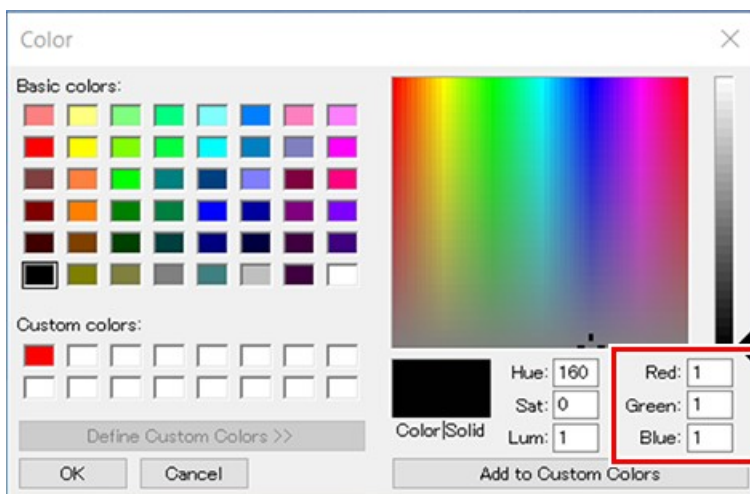 Color
Basic colors:
Custom colors:
Define Custom Colors >>
OK Cancel
Color|Solid
Hue: 160
Sat: 0
Lum: 1
Red: 1
Green: 1
Blue: 1
Add to Custom Colors